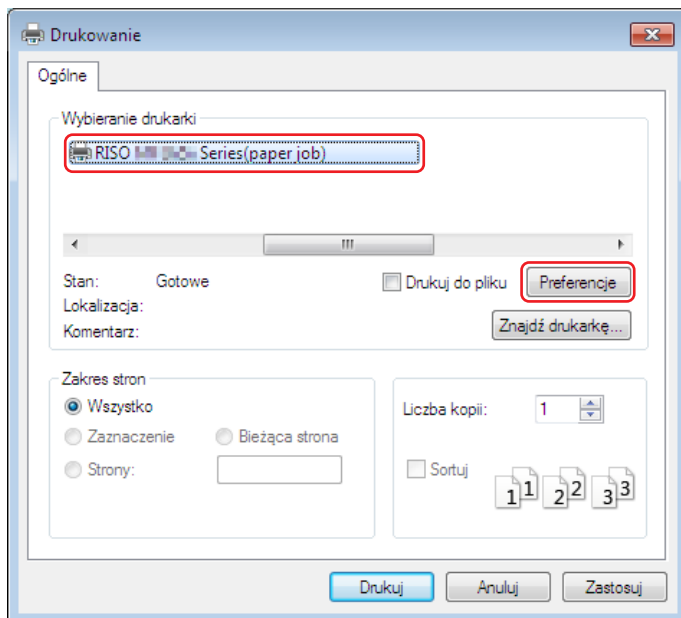 Drukowanie
Ogólne
Wybieranie drukarki
RISO Series(paper job)
Stan: Gotowe
Drukuj do pliku
Preferencje
Lokalizacja:
Komentarz:
Znajdź drukarkę...
Zakres stron
Wszystko
Zaznaczenie
Bieżąca strona
Strony:
Liczba kopii: 1
Sortuj
1 1 2 2 3 3
Drukuj
Anuluj
Zastosuj